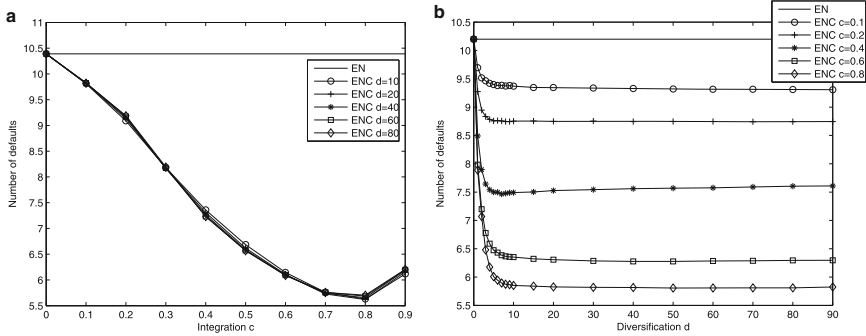 a
11
10.5
10
9.5
9
8.5
8
7.5
7
6.5
6
5.5
Number of defaults
0 0.1 0.2 0.3 0.4 0.5 0.6 0.7 0.8 0.9
Integration c
EN
ENC d=10
ENC d=20
ENC d=40
ENC d=60
ENC d=80
b
10.5
10
9.5
9
8.5
8
7.5
7
6.5
6
5.5
Number of defaults
0 10 20 30 40 50 60 70 80 90
Diversification d
EN
ENC c=0.1
ENC c=0.2
ENC c=0.4
ENC c=0.6
ENC c=0.8